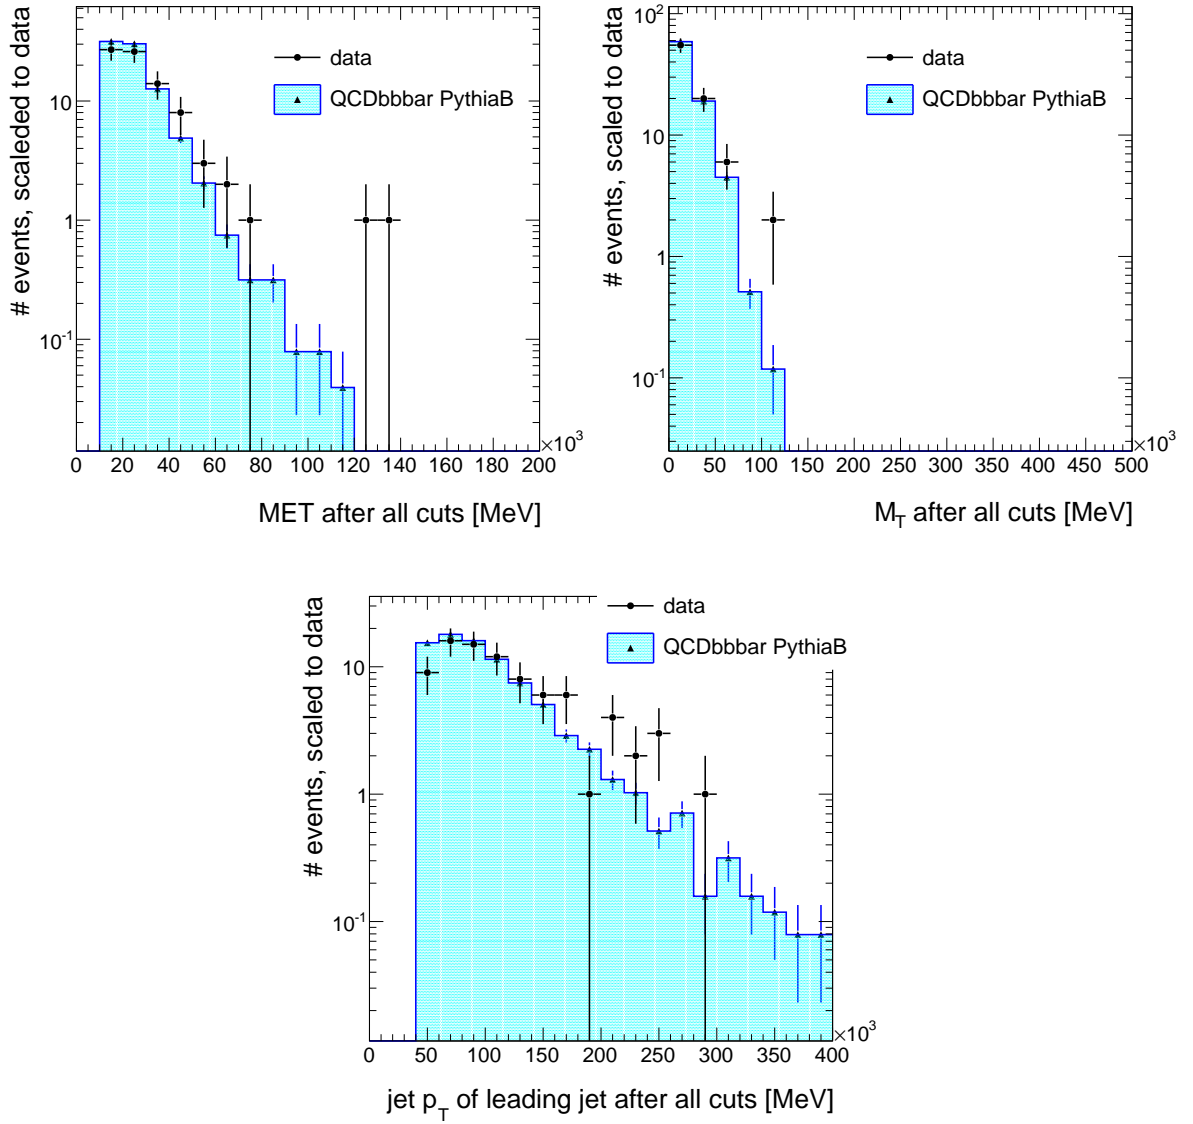 # events, scaleded to data
10
1
10⁻¹
data
QCDbbbar PythiaB
0 20 40 60 80 100 120 140 160 180 200
×10³
MET after all cuts [MeV]
# events, scaled to data
10²
10
1
10⁻¹
data
QCDbbbar PythiaB
0 50 100 150 200 250 300 350 400 450 500
×10³
M_T after all cuts [MeV]
# events, scaled to data
10
1
10⁻¹
data
QCDbbbar PythiaB
0 50 100 150 200 250 300 350 400
×10³
jet p_T of leading jet after all cuts [MeV]